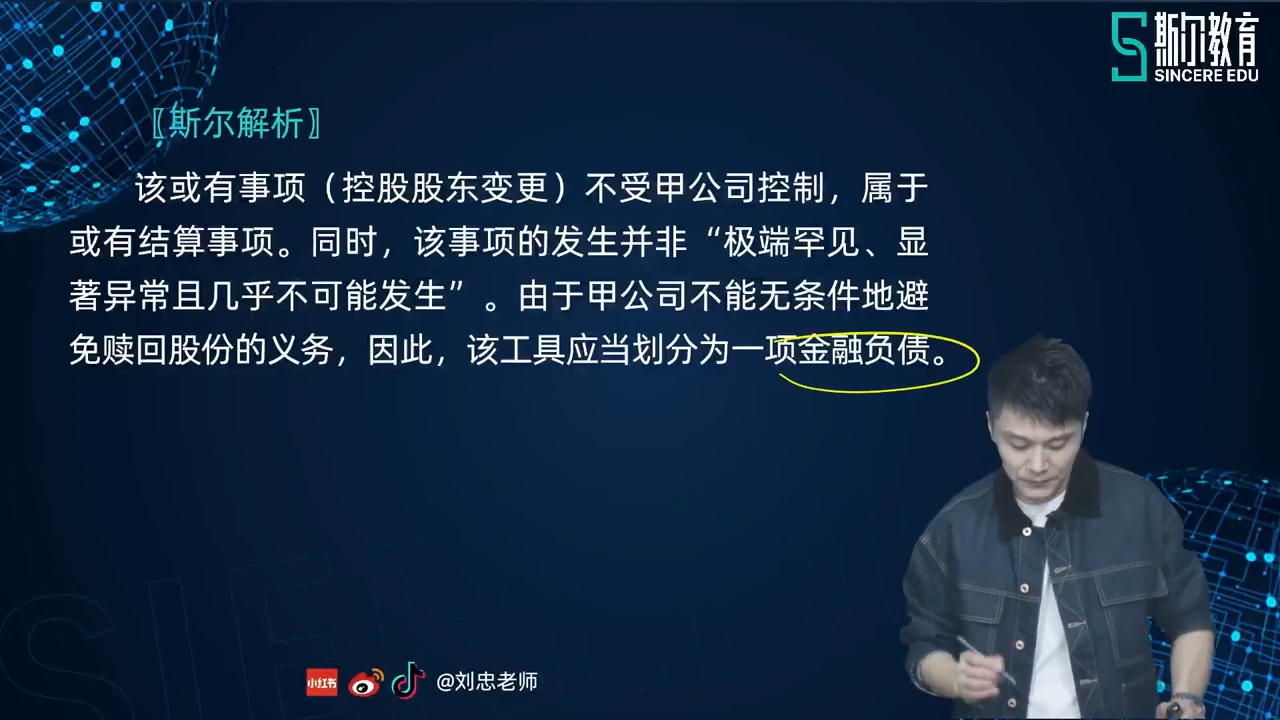 斯尔教育
SINCERE EDU
〖斯尔解析〗
该或有事项（控股股东变更）不受甲公司控制，属于
或有结算事项。同时，该事项的发生并非“极端罕见、显
著异常且几乎不可能发生”。由于甲公司不能无条件地避
免赎回股份的义务，因此，该工具应当划分为一项金融负债。
小红书
@刘忠老师